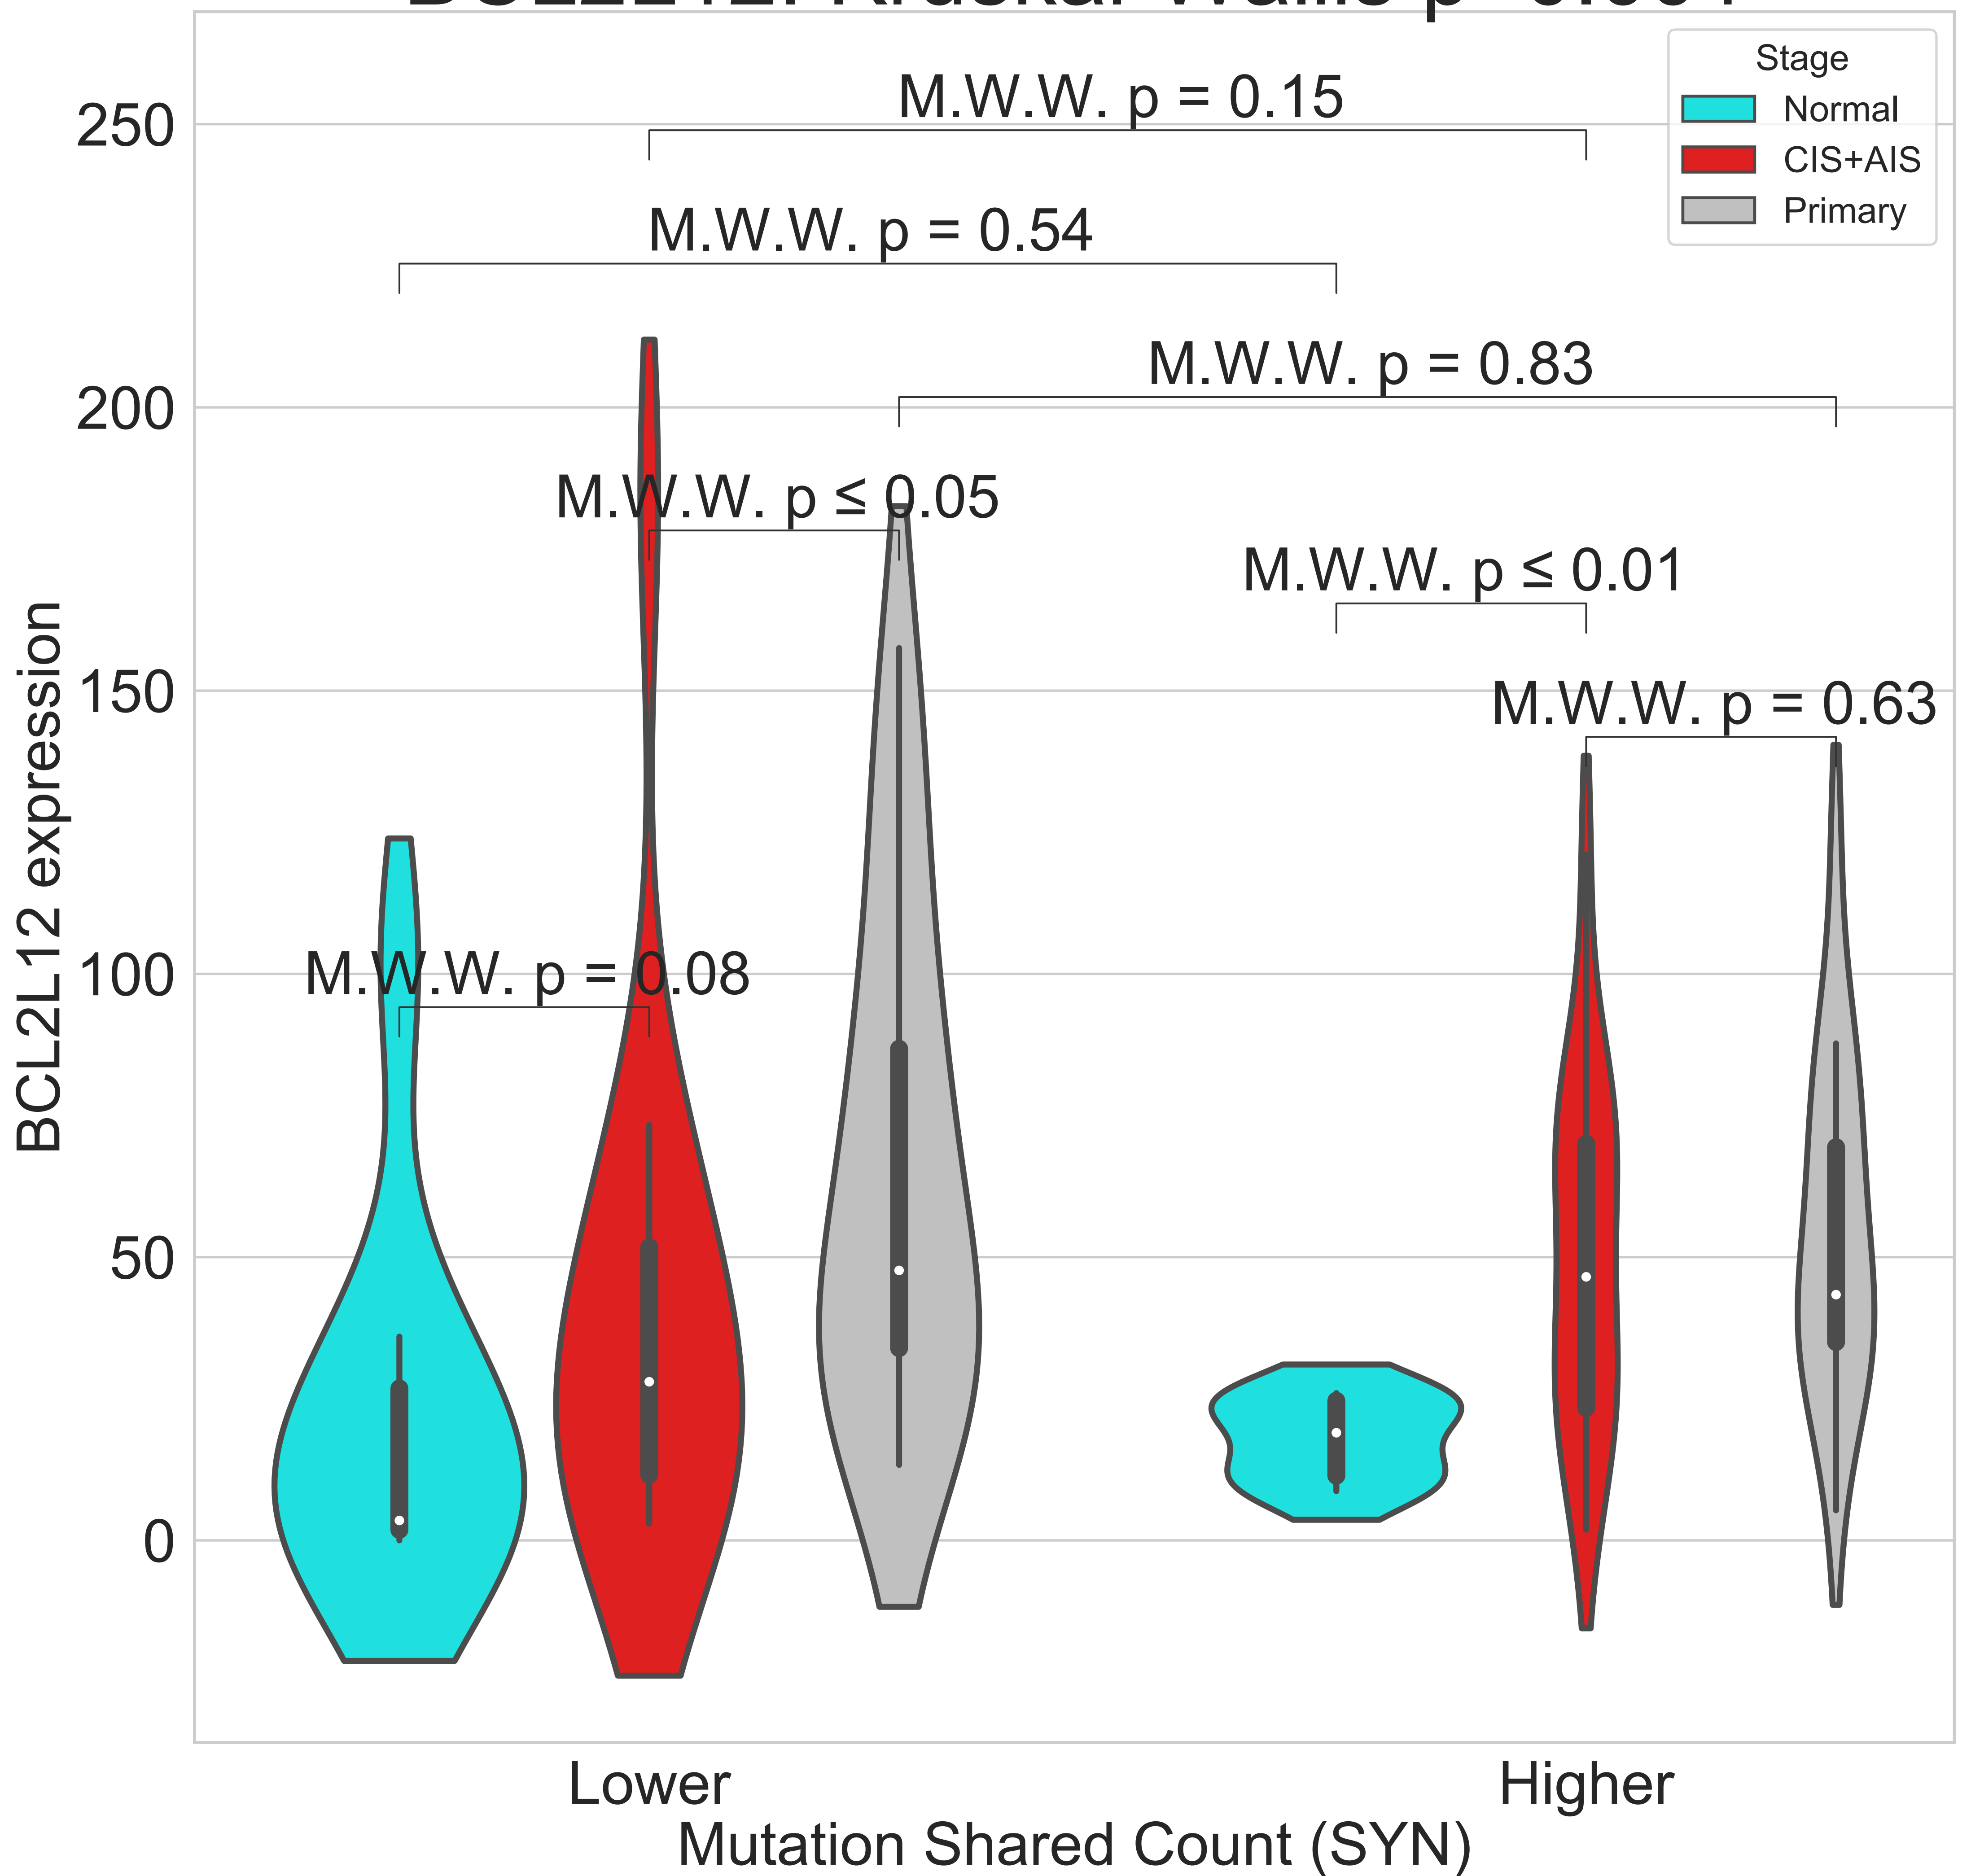 Stage
Normal
CIS+AIS
Primary
M.W.W. p = 0.15
M.W.W. p = 0.54
M.W.W. p = 0.83
M.W.W. p ≤ 0.05
M.W.W. p ≤ 0.01
M.W.W. p = 0.63
M.W.W. p = 0.08
250
200
150
100
50
0
BCL2L12 expression
Lower
Higher
Mutation Shared Count (SYN)